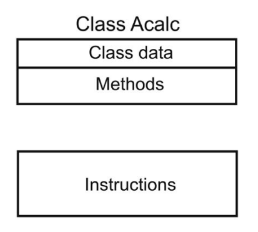 Class Acalc
Class data
Methods
Instructions